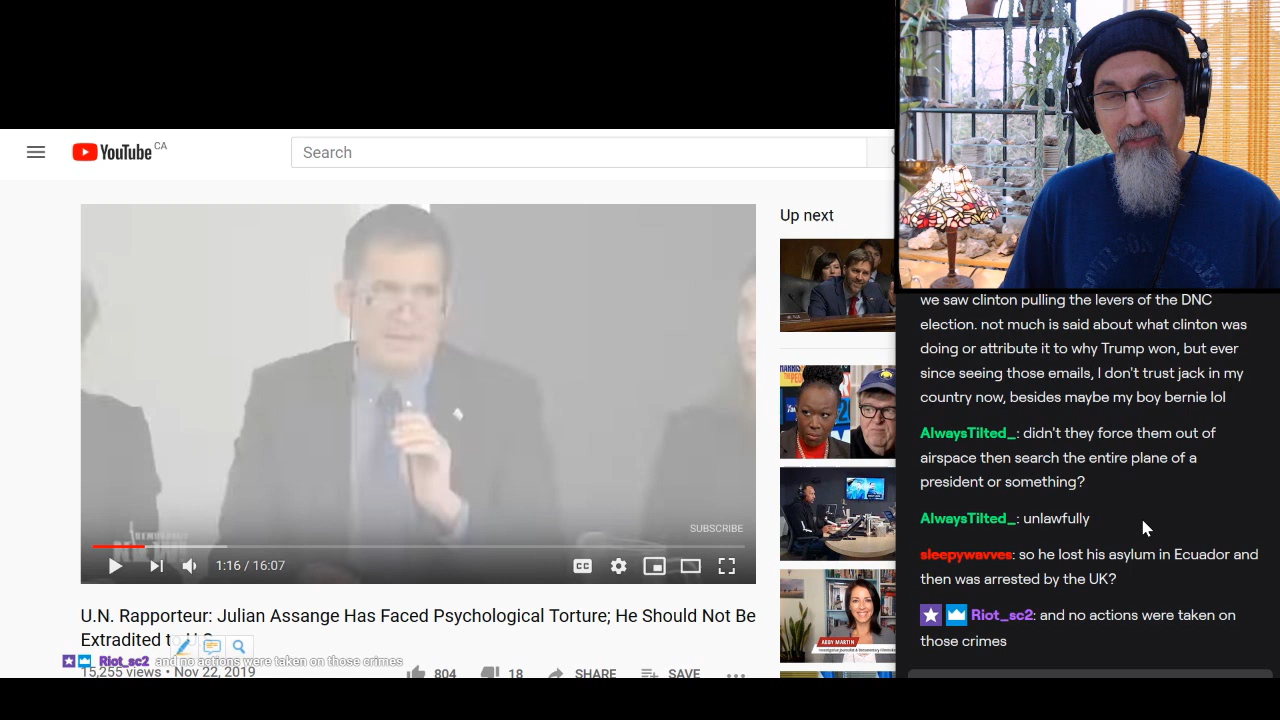 YouTube CA
Search
Up next
SUBSCRIBE
1:16 / 16:07
CC
U.N. Rapporteur: Julian Assange Has Faced Psychological Torture; He Should Not Be
Extradited
Riot_sc2 and no actions were taken on those crimes
15,255 views • Nov 22, 2019
804
18
SHARE
SAVE
ABBY MARTIN
we saw clinton pulling the levers of the DNC
election. not much is said about what clinton was
doing or attribute it to why Trump won, but ever
since seeing those emails, I don't trust jack in my
country now, besides maybe my boy bernie lol
AlwaysTilted_: didn't they force them out of
airspace then search the entire plane of a
president or something?
AlwaysTilted_: unlawfully
sleepywavves: so he lost his asylum in Ecuador and
then was arrested by the UK?
Riot_sc2: and no actions were taken on
those crimes